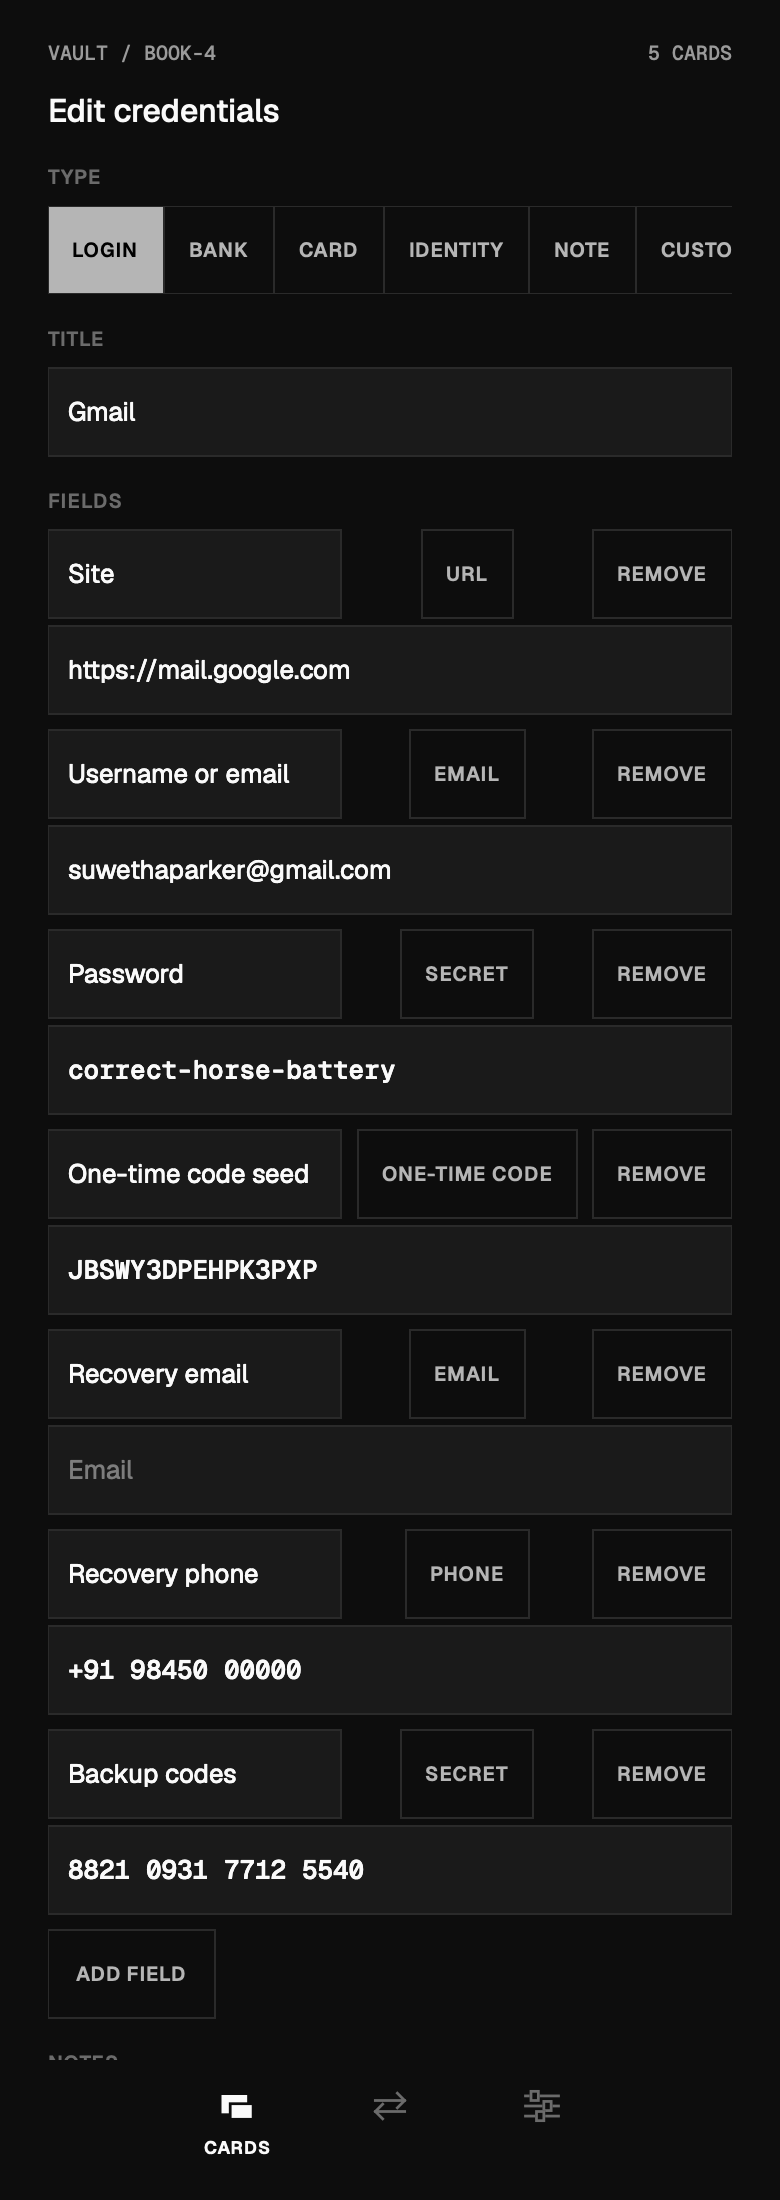 VAULT / BOOK-4 5 CARDS
Edit credentials
TYPE
LOGIN BANK CARD IDENTITY NOTE CUSTO
TITLE
Gmail
FIELDS
Site URL REMOVE
https://mail.google.com
Username or email EMAIL REMOVE
suwethaparker@gmail.com
Password SECRET REMOVE
correct-horse-battery
One-time code seed ONE-TIME CODE REMOVE
JBSWY3DPEHPK3PXP
Recovery email EMAIL REMOVE
Email
Recovery phone PHONE REMOVE
+91 98450 00000
Backup codes SECRET REMOVE
8821 0931 7712 5540
ADD FIELD
NOTES
CARDS